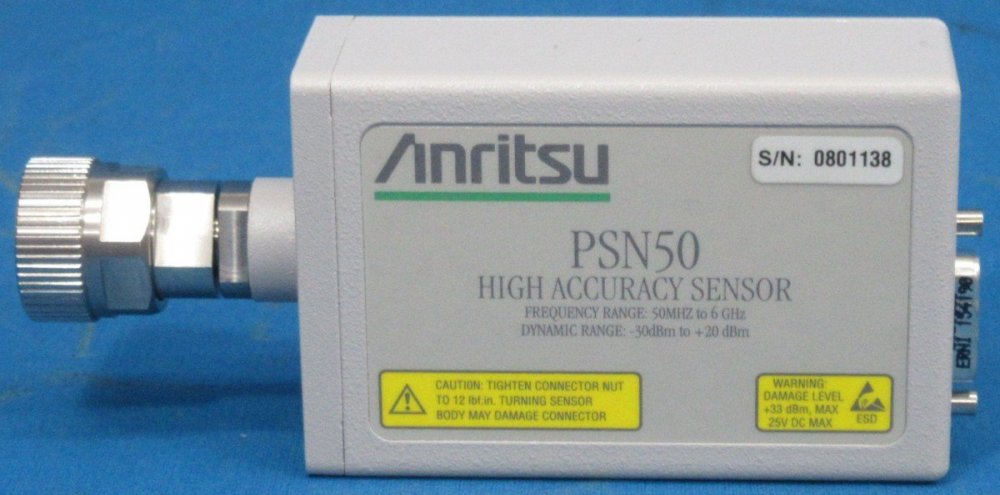 Anritsu
S/N: 0801138
PSN50
HIGH ACCURACY SENSOR
FREQUENCY RANGE: 50MHZ to 6 GHz
DYNAMIC RANGE: -30dBm to +20 dBm
CAUTION: TIGHTEN CONNECTOR NUT
TO 12 lbf.in. TURNING SENSOR
BODY MAY DAMAGE CONNECTOR
WARNING:
DAMAGE LEVEL
+33 dBm, MAX
25V DC MAX
ESD
ERNI